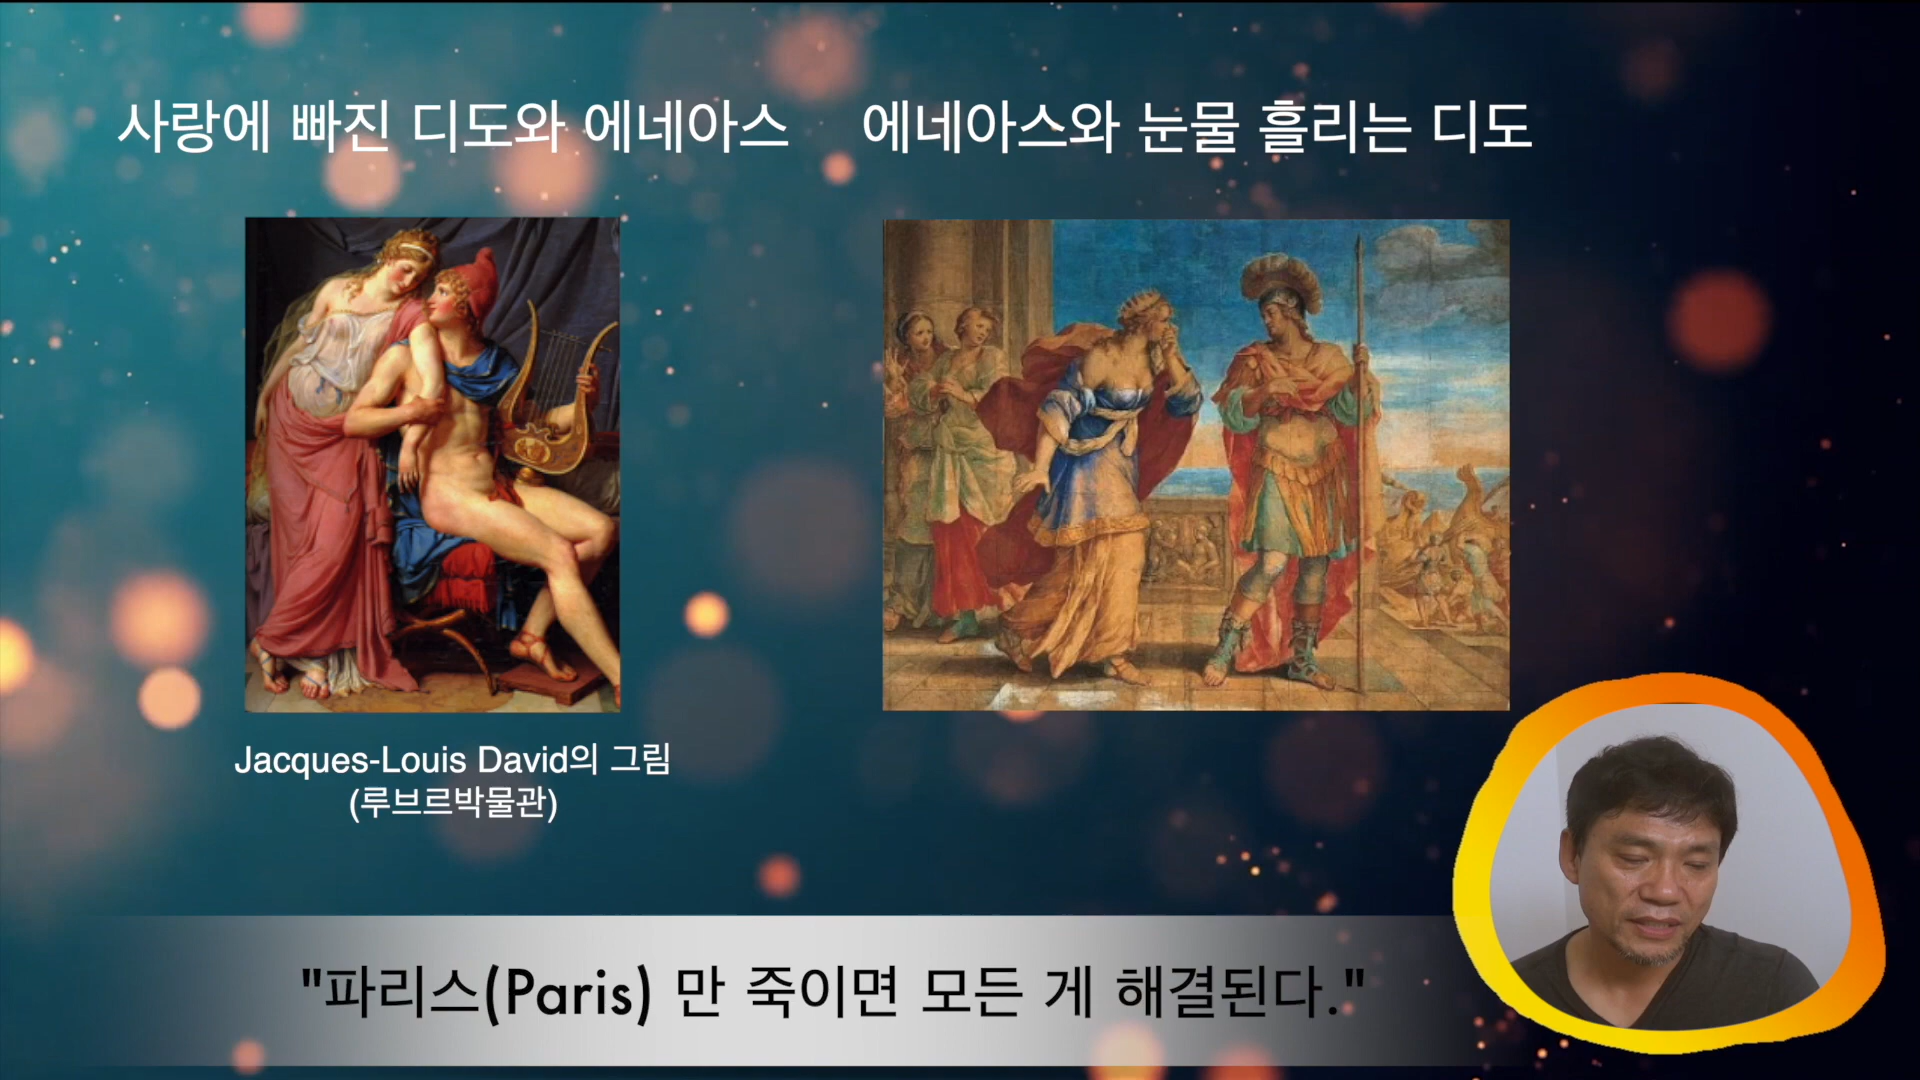 사랑에 빠진 디도와 에네아스
에네아스와 눈물 흘리는 디도
Jacques-Louis David의 그림
(루브르박물관)
"파리스(Paris) 만 죽이면 모든 게 해결된다."